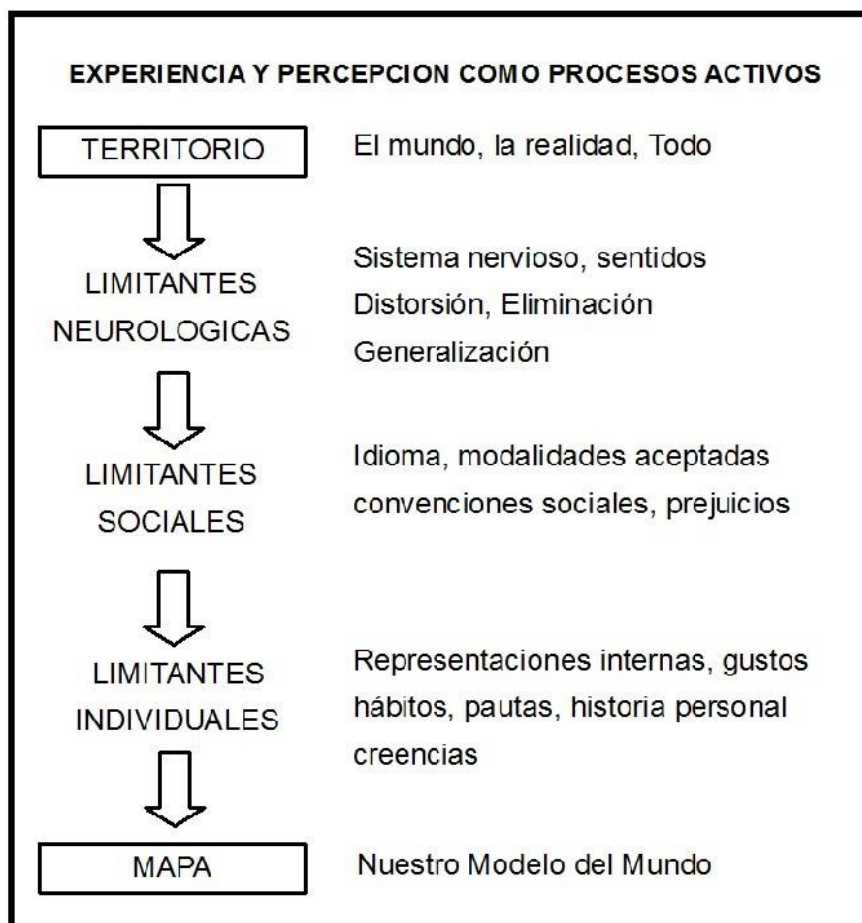 EXPERIENCIA Y PERCEPCION COMO PROCESOS ACTIVOS
TERRITORIO
El mundo, la realidad, Todo
LIMITANTES
NEUROLOGICAS
Sistema nervioso, sentidos
Distorsión, Eliminación
Generalización
LIMITANTES
SOCIALES
Idioma, modalidades aceptadas
convenciones sociales, prejuicios
LIMITANTES
INDIVIDUALES
Representaciones internas, gustos
hábitos, pautas, historia personal
creencias
MAPA
Nuestro Modelo del Mundo